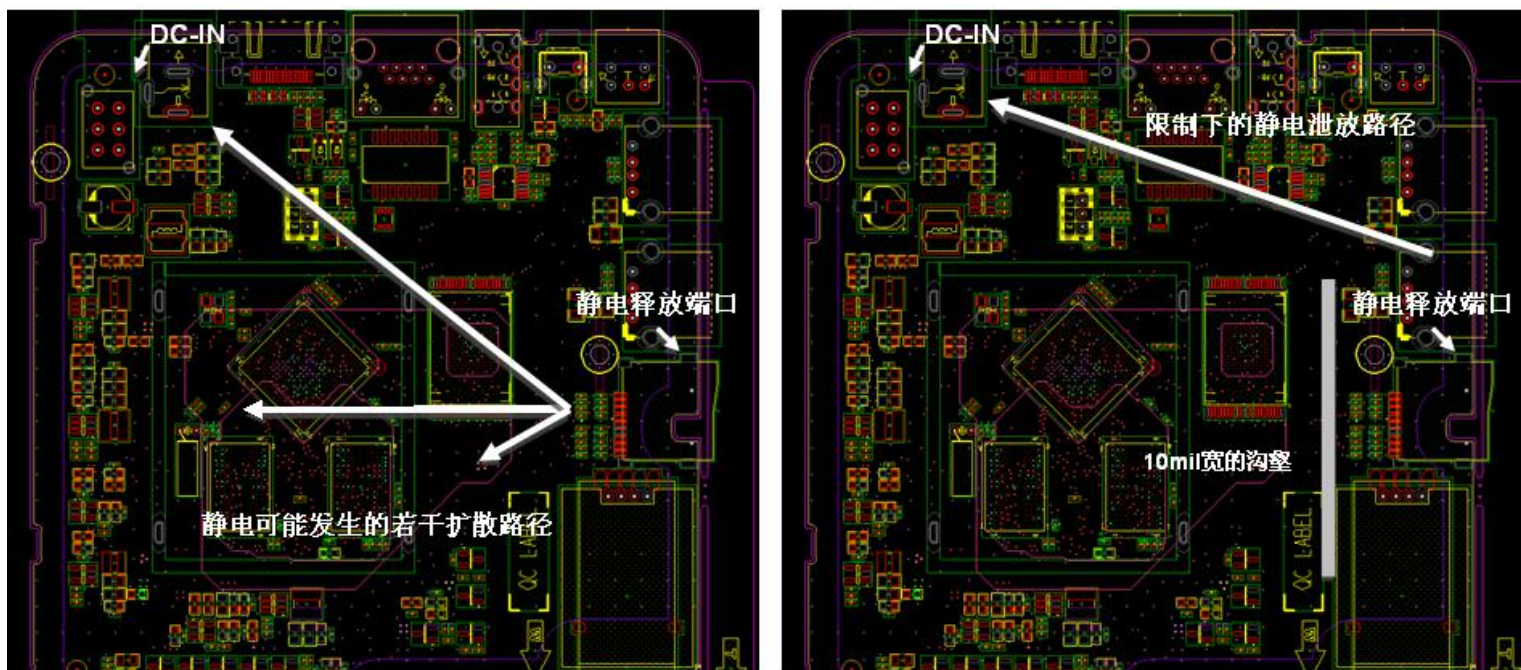 DC-IN
静电释放端口
静电可能发生的若干扩散路径
QC LABEL
DC-IN
限制下的静电泄放路径
静电释放端口
10mil宽的沟壑
QC LABEL